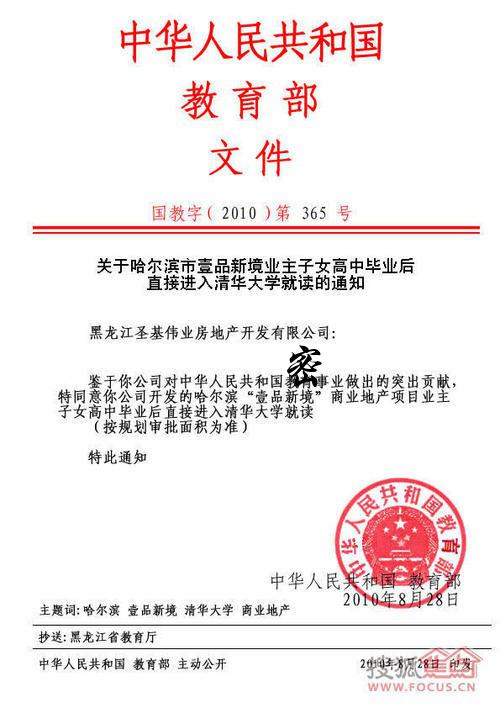 中华人民共和国
教育部
文件
国教字(2010)第 365 号
关于哈尔滨市壹品新境业主子女高中毕业后
直接进入清华大学就读的通知
黑龙江圣基伟业房地产开发有限公司:
密
鉴于你公司对中华人民共和国教育事业做出的突出贡献,
特同意你公司开发的哈尔滨“壹品新境”商业地产项目业主
子女高中毕业后直接进入清华大学就读
(按规划审批面积为准)
特此通知
中华人民共和国教育部
中华人民共和国 教育部
2010年8月28日
主题词:哈尔滨 壹品新境 清华大学 商业地产
抄送:黑龙江省教育厅
中华人民共和国 教育部 主动公开
2010年8月28日 印发
搜狐焦点
WWW.FOCUS.CN